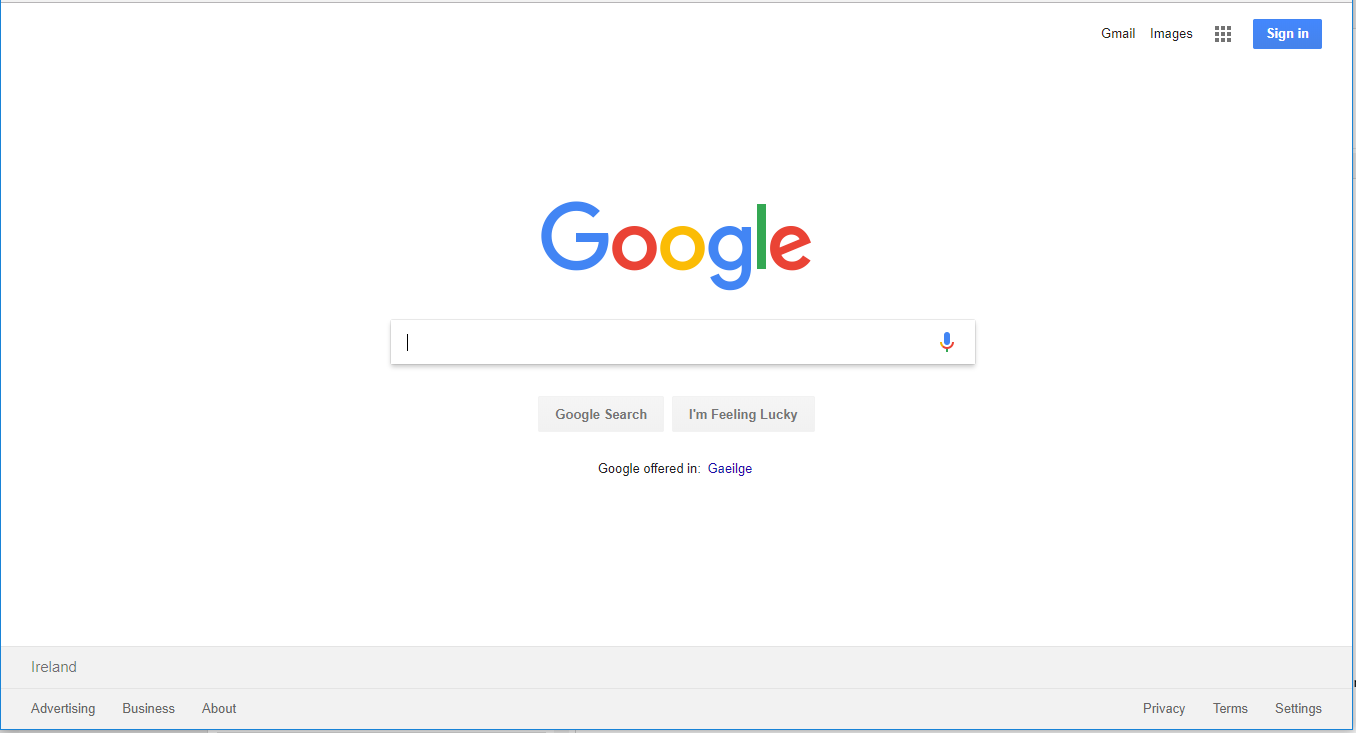 Gmail Images Sign in
Google
Google Search I'm Feeling Lucky
Google offered in: Gaeilge
Ireland
Advertising Business About Privacy Terms Settings